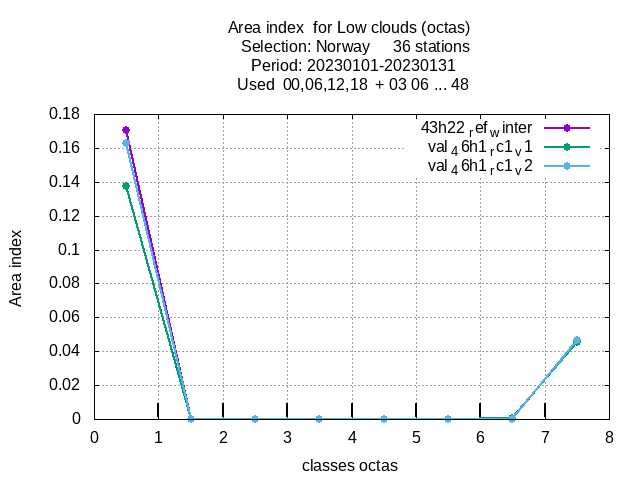 Area index  for Low clouds (octas)
Selection: Norway     36 stations
Period: 20230101-20230131
Used  00,06,12,18  + 03 06 ... 48
0.18
43h22 ref winter
0.16
val 4 6h1 r c1 v 1
val 4 6h1 r c1 v 2
0.14
0.12
0.1
Area index
0.08
0.06
0.04
0.02
0
0 1 2 3 4 5 6 7 8
classes octas